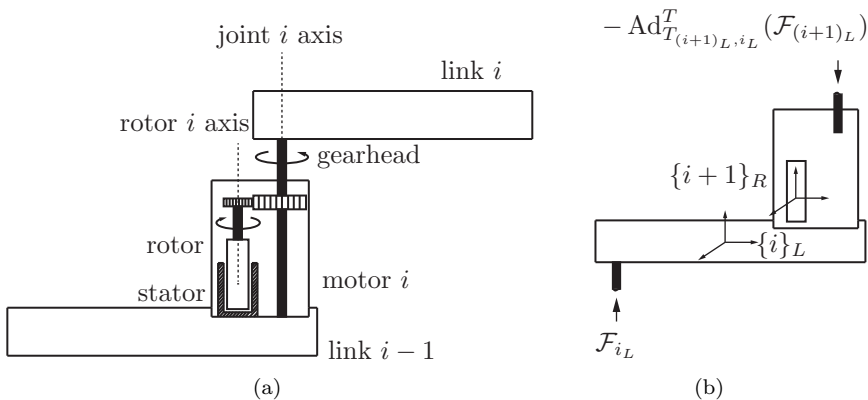 joint i axis
link i
rotor i axis
gearhead
rotor
stator
motor i
link i − 1
(a)
− Ad^T_{T_{(i+1)_L, i_L}}(F_{(i+1)_L})
{i + 1}_R
{i}_L
F_{i_L}
(b)